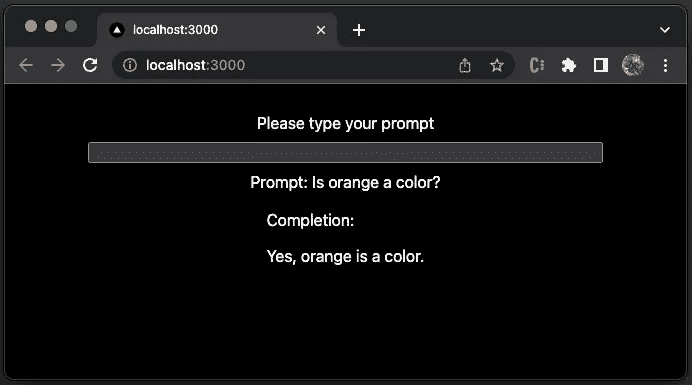 localhost:3000
localhost:3000
Please type your prompt
Prompt: Is orange a color?
Completion:
Yes, orange is a color.